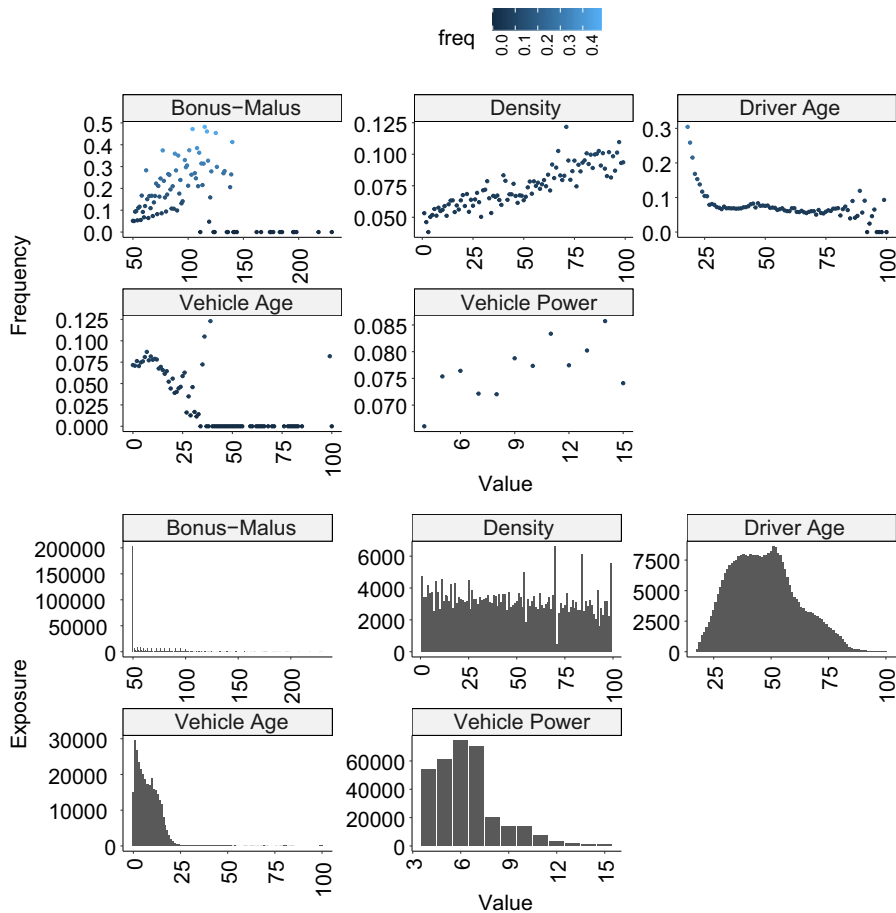 freq
0.0 0.1 0.2 0.3 0.4
Bonus−Malus Density Driver Age
0.5 0.4 0.3 0.2 0.1 0.0
50 100 150 200
0.125 0.100 0.075 0.050
0 25 50 75 100
0.3 0.2 0.1 0.0
25 50 75 100
Frequency
Vehicle Age Vehicle Power
0.125 0.100 0.075 0.050 0.025 0.000
0 25 50 75 100
0.085 0.080 0.075 0.070
6 9 12 15
Value
Bonus−Malus Density Driver Age
200000 150000 100000 50000 0
50 100 150 200
6000 4000 2000 0
0 25 50 75 100
7500 5000 2500 0
25 50 75 100
Exposure
Vehicle Age Vehicle Power
30000 20000 10000 0
0 25 50 75 100
60000 40000 20000 0
3 6 9 12 15
Value